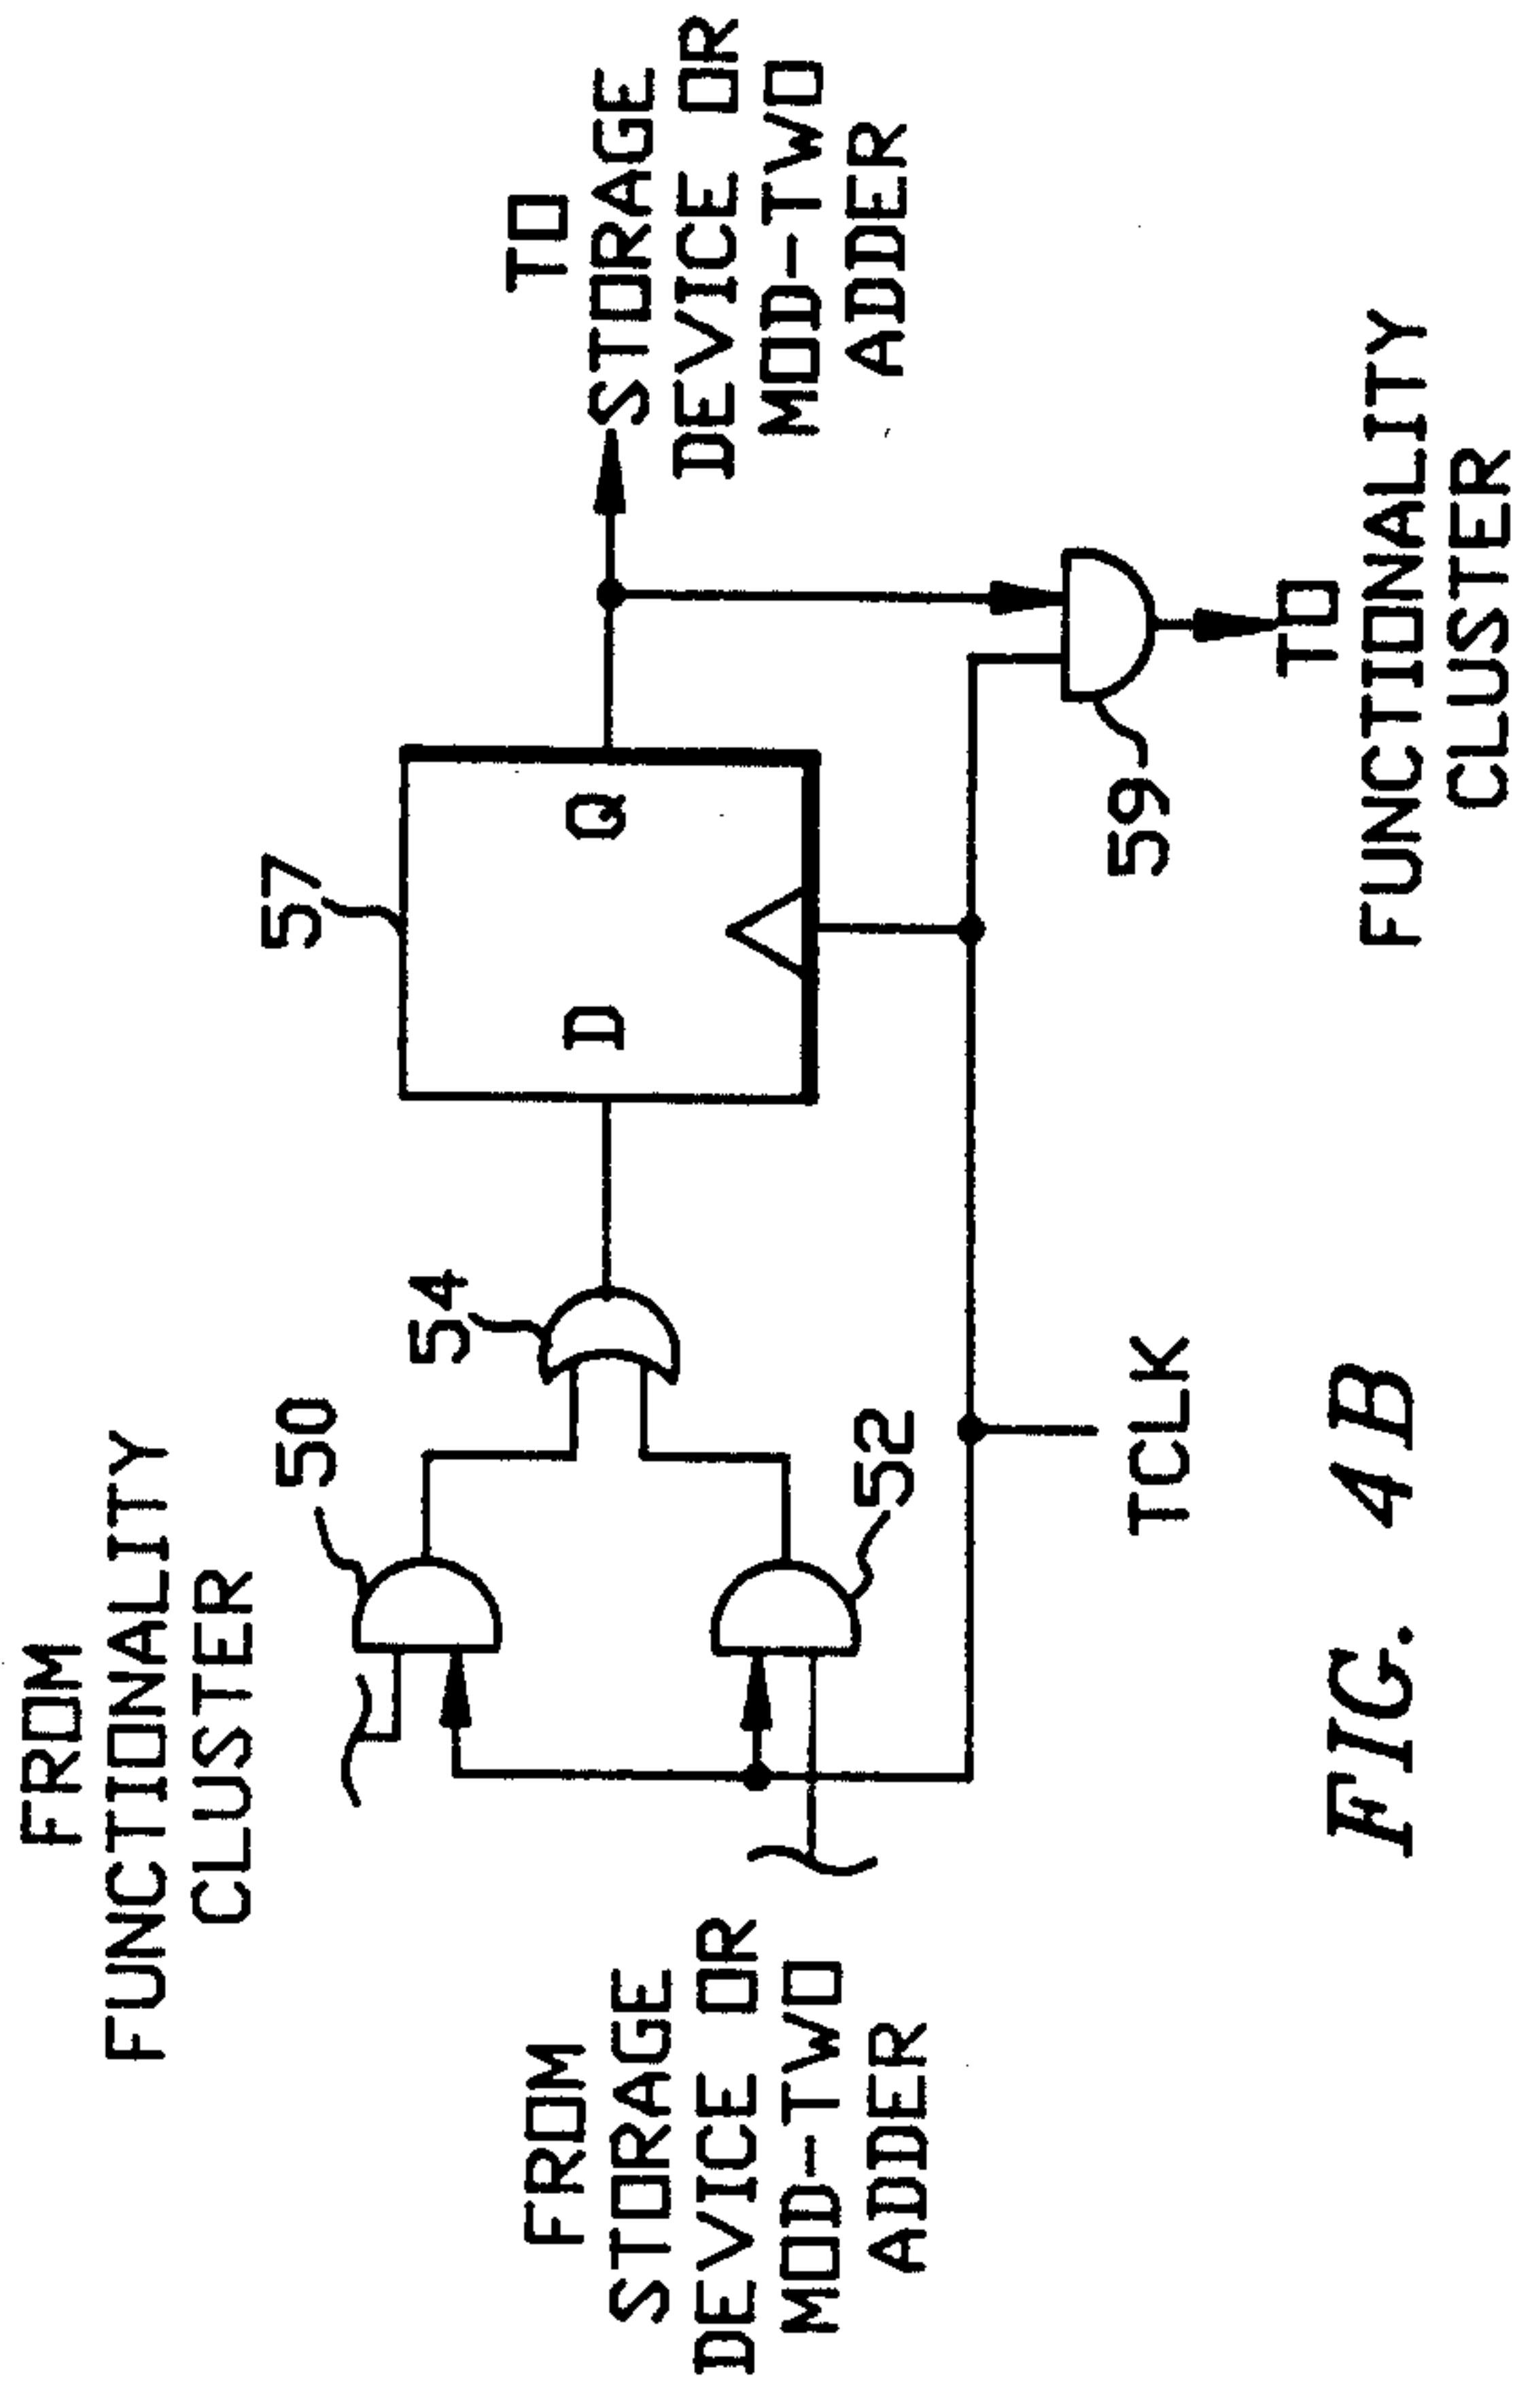 FROM
FUNCTIONALITY
CLUSTER
50
54
57
D
Q
TO
STORAGE
DEVICE OR
MOD-TWO
ADDER
FROM
STORAGE
DEVICE OR
MOD-TWO
ADDER
52
TCLK
59
TO
FUNCTIONALITY
CLUSTER
FIG. 4B